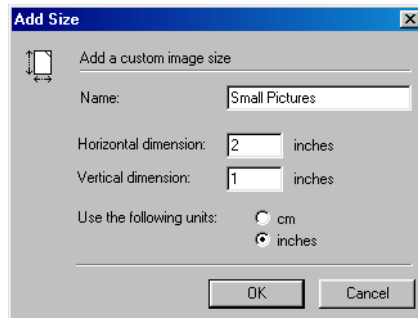 Add Size
Add a custom image size
Name: Small Pictures
Horizontal dimension: 2 inches
Vertical dimension: 1 inches
Use the following units: cm
inches
OK Cancel